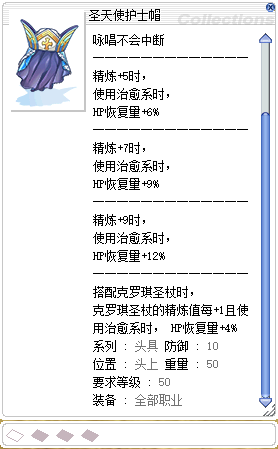 圣天使护士帽
Collections
咏唱不会中断
精炼+5时，
使用治愈系时，
HP恢复量+6%
精炼+7时，
使用治愈系时，
HP恢复量+9%
精炼+9时，
使用治愈系时，
HP恢复量+12%
搭配克罗琪圣杖时，
克罗琪圣杖的精炼值每+1且使
用治愈系时， HP恢复量+4%
系列 : 头具 防御 : 10
位置 : 头上 重量 : 50
要求等级 : 50
装备 : 全部职业